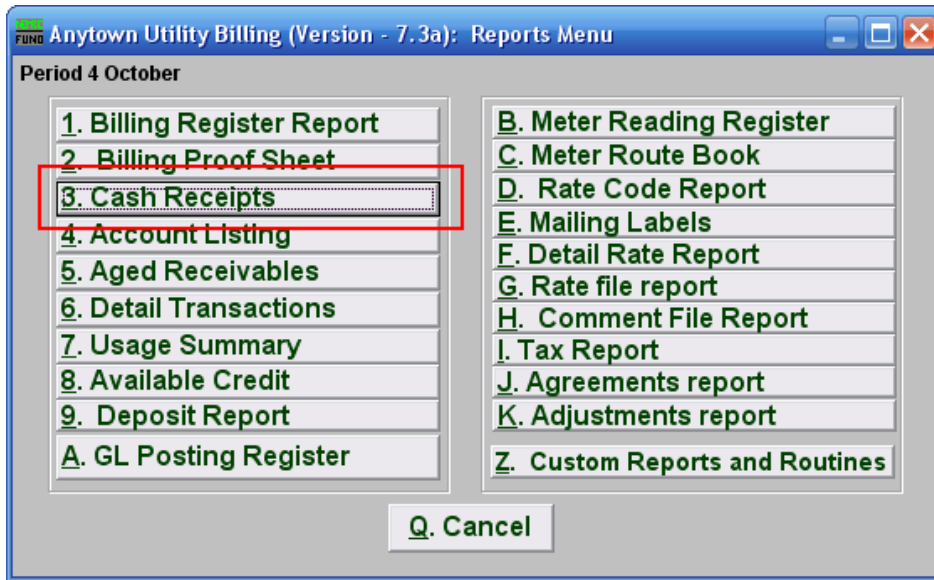 FUND Anytown Utility Billing (Version - 7.3a): Reports Menu
Period 4 October
1. Billing Register Report
2. Billing Proof Sheet
3. Cash Receipts
4. Account Listing
5. Aged Receivables
6. Detail Transactions
7. Usage Summary
8. Available Credit
9. Deposit Report
A. GL Posting Register
B. Meter Reading Register
C. Meter Route Book
D. Rate Code Report
E. Mailing Labels
F. Detail Rate Report
G. Rate file report
H. Comment File Report
I. Tax Report
J. Agreements report
K. Adjustments report
Z. Custom Reports and Routines
Q. Cancel